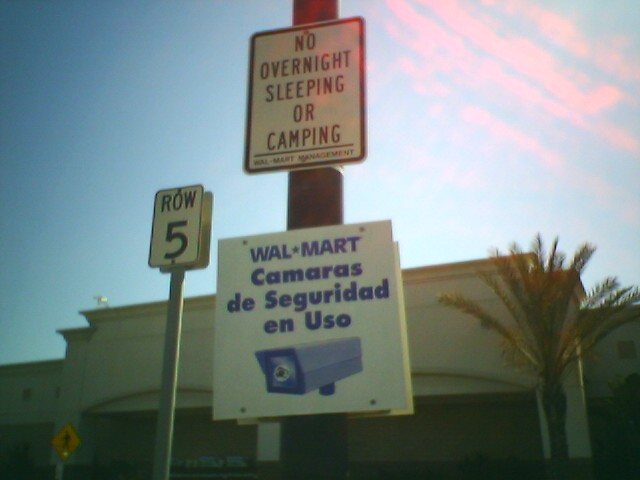 NO
OVERNIGHT
SLEEPING
OR
CAMPING
WAL-MART MANAGEMENT
ROW
5
WAL★MART
Camaras
de Seguridad
en Uso